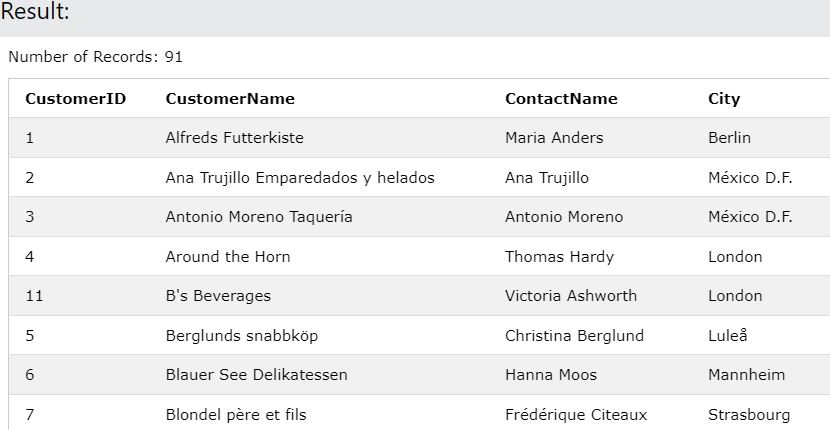 Result:
Number of Records: 91
CustomerID CustomerName ContactName City
1 Alfreds Futterkiste Maria Anders Berlin
2 Ana Trujillo Emparedados y helados Ana Trujillo México D.F.
3 Antonio Moreno Taquería Antonio Moreno México D.F.
4 Around the Horn Thomas Hardy London
11 B's Beverages Victoria Ashworth London
5 Berglunds snabbköp Christina Berglund Luleå
6 Blauer See Delikatessen Hanna Moos Mannheim
7 Blondel père et fils Frédérique Citeaux Strasbourg